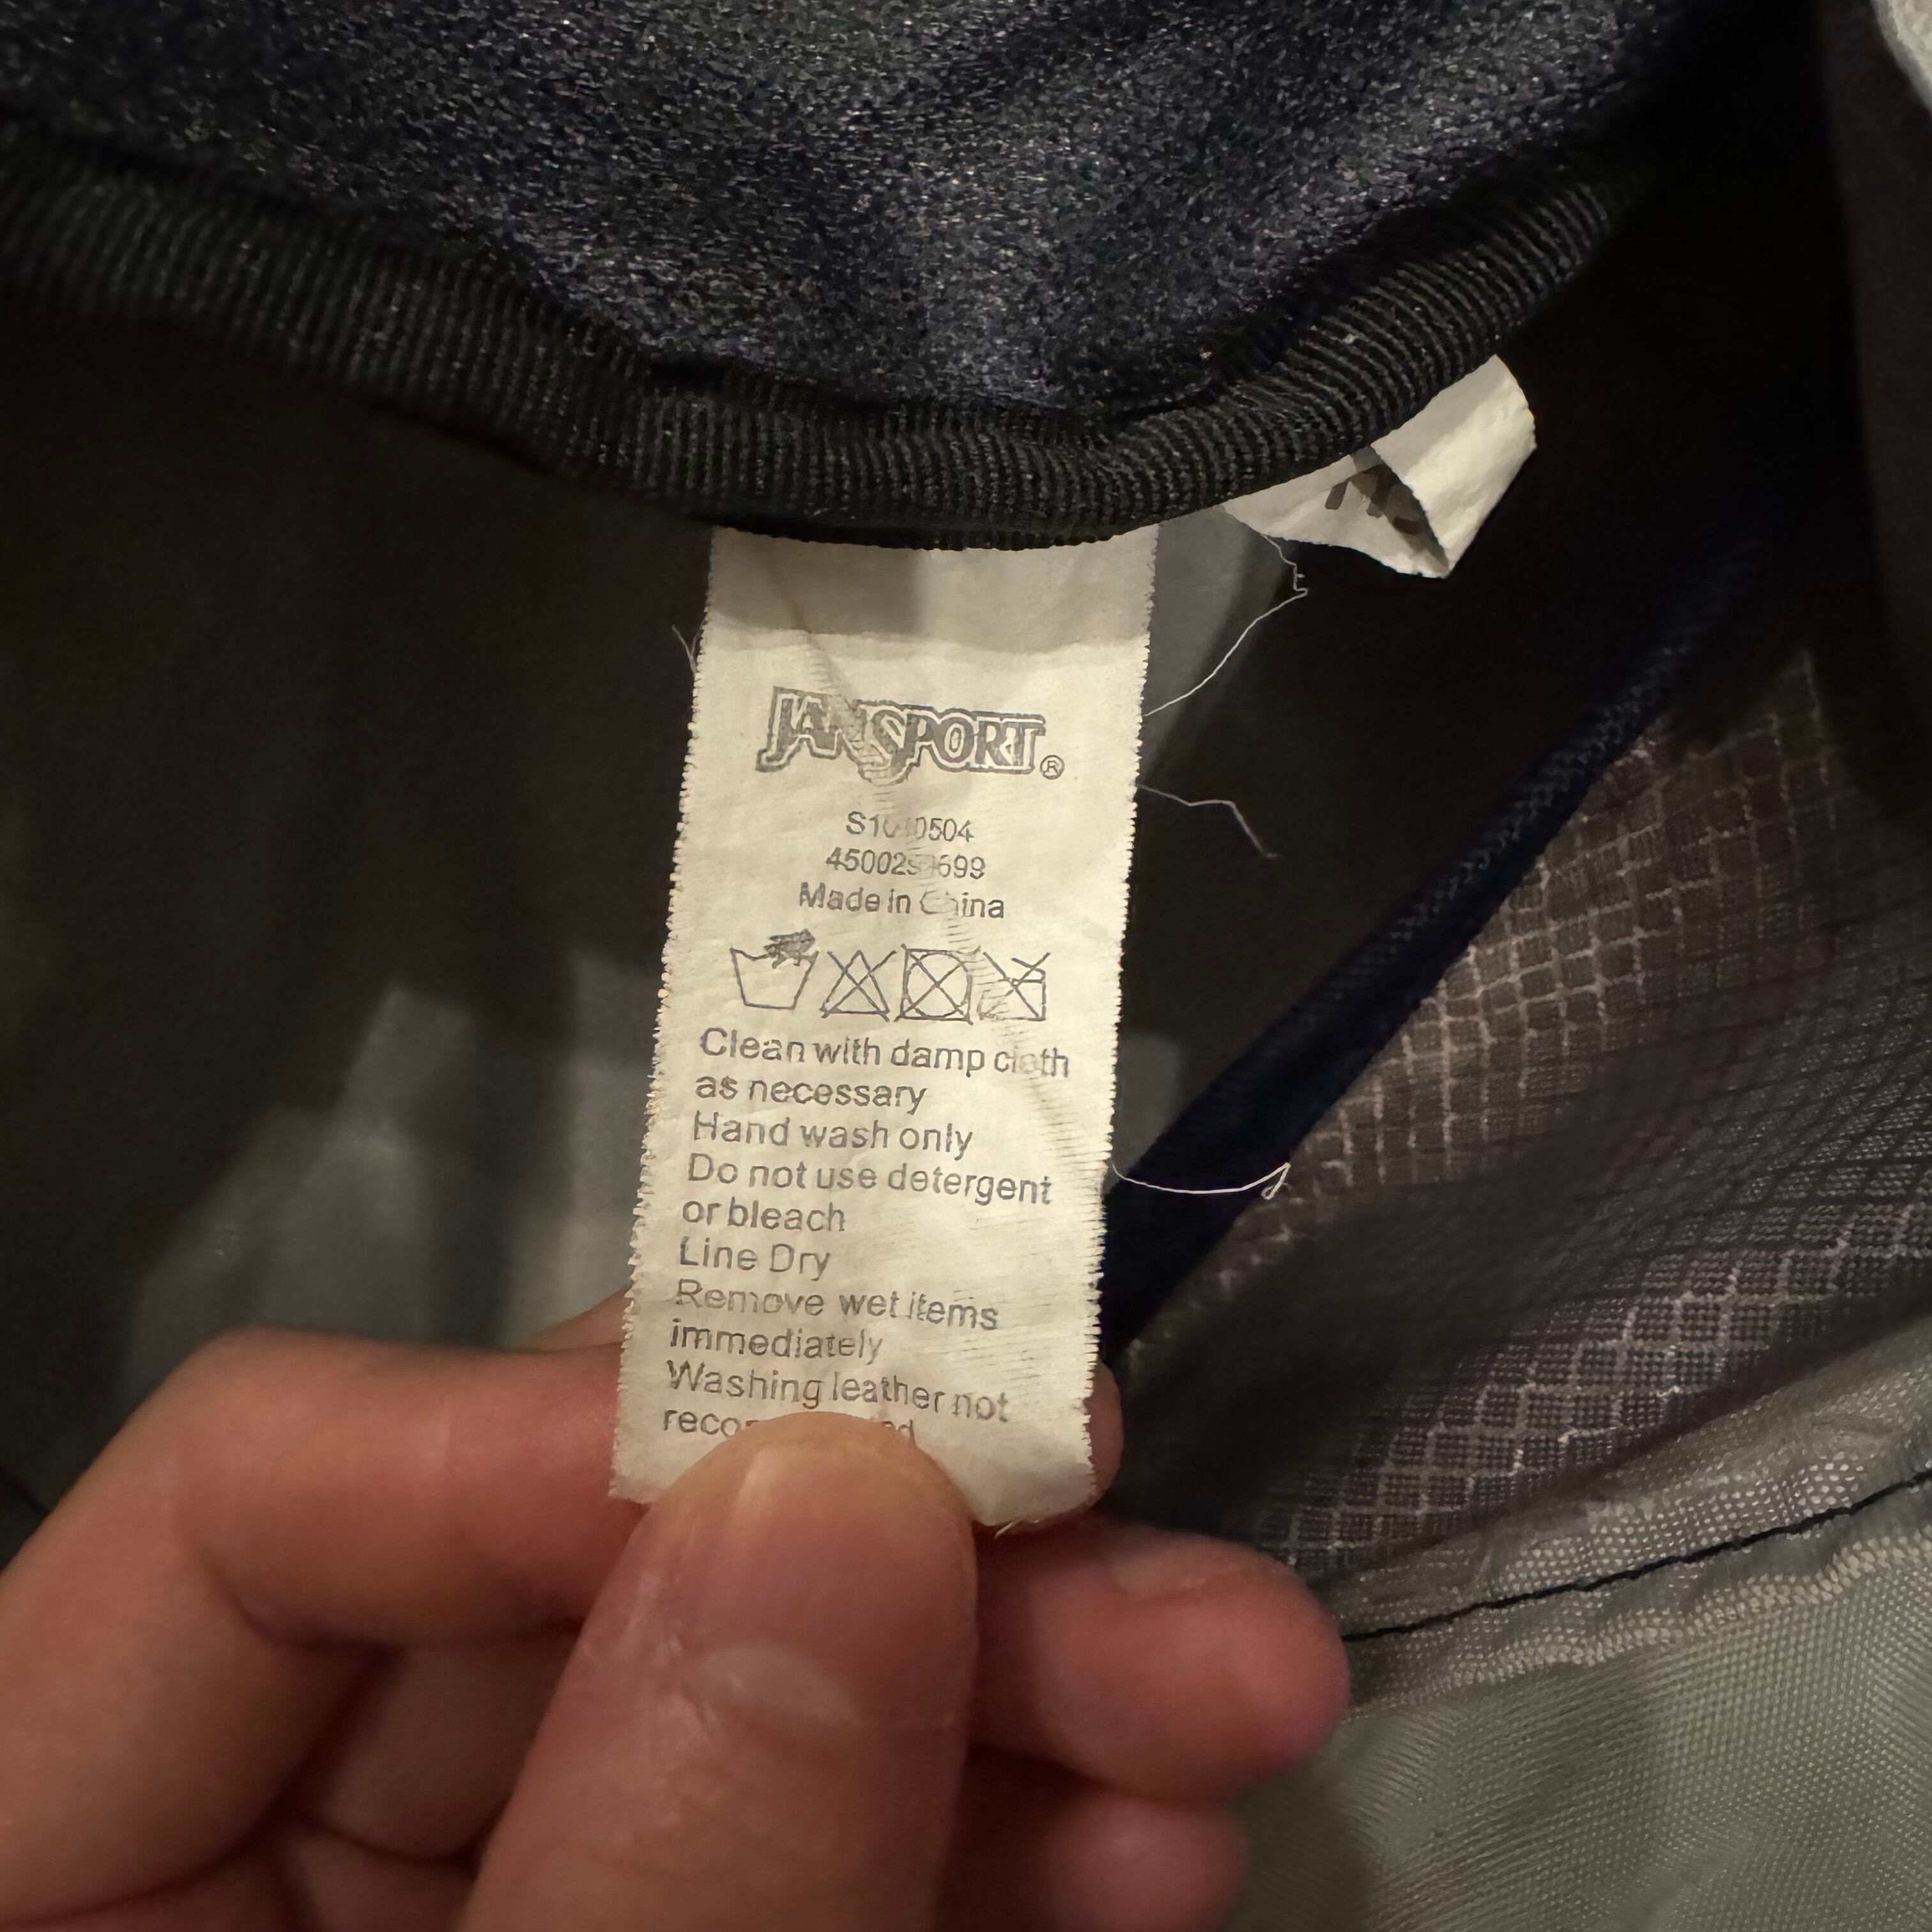 JANSPORT®
Made in China
Clean with damp cloth
as necessary
Hand wash only
Do not use detergent
or bleach
Line Dry
Remove wet items
immediately
Washing leather not